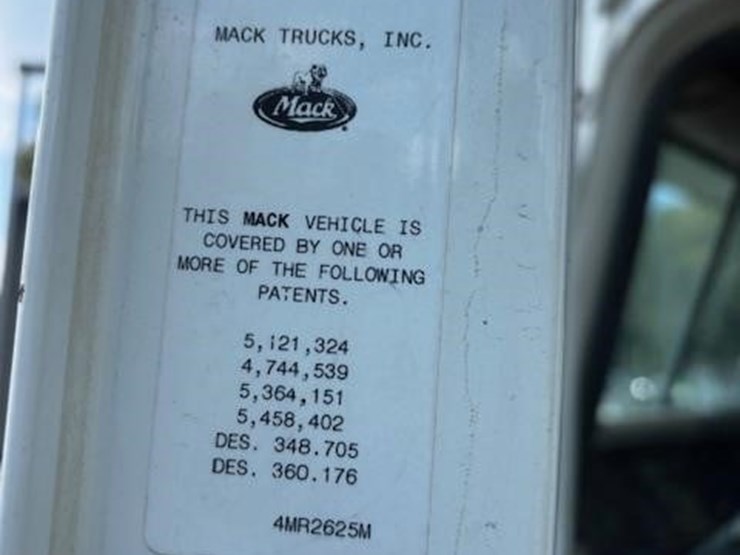 MACK TRUCKS, INC.
Mack
THIS MACK VEHICLE IS
COVERED BY ONE OR
MORE OF THE FOLLOWING
PATENTS.
5,121,324
4,744,539
5,364,151
5,458,402
DES. 348.705
DES. 360.176
4MR2625M